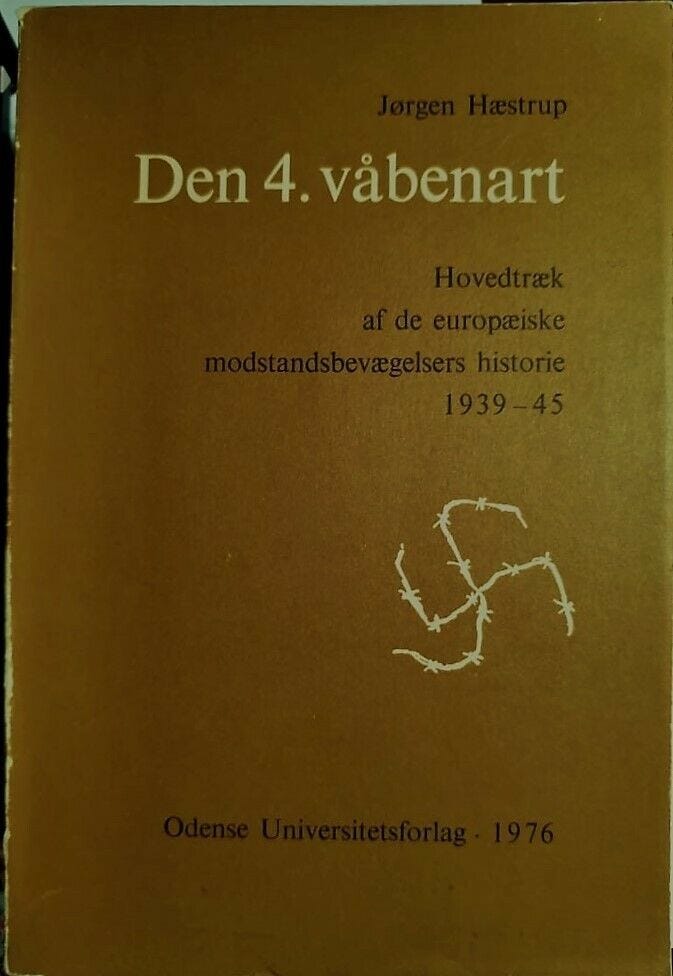 Jørgen Hæstrup
Den 4. våbenart
Hovedtræk
af de europæiske
modstandsbevægelsers historie
1939–45
Odense Universitetsforlag · 1976